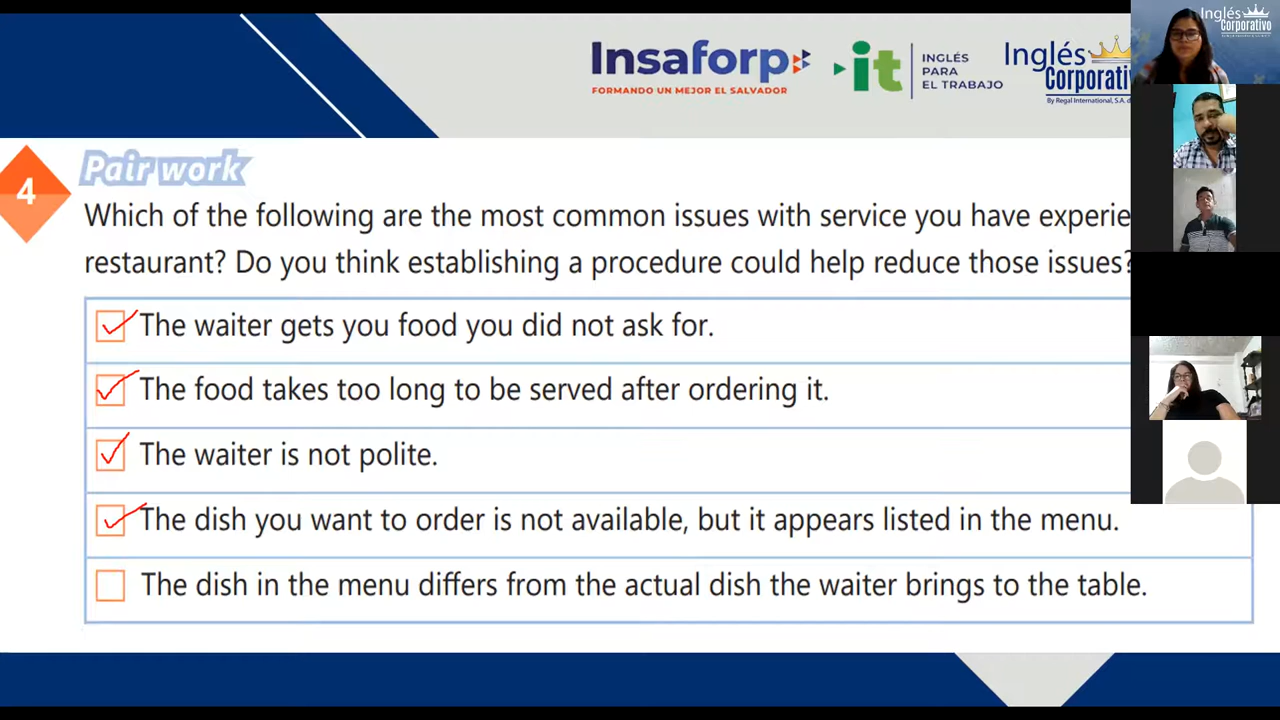 Insaforp
FORMANDO UN MEJOR EL SALVADOR
it
INGLÉS
PARA
EL TRABAJO
Inglés
Corporativ
By Regal International, S.A. d
Inglés
Corporativo
4
Pair work
Which of the following are the most common issues with service you have experie
restaurant? Do you think establishing a procedure could help reduce those issues?
The waiter gets you food you did not ask for.
The food takes too long to be served after ordering it.
The waiter is not polite.
The dish you want to order is not available, but it appears listed in the menu.
The dish in the menu differs from the actual dish the waiter brings to the table.